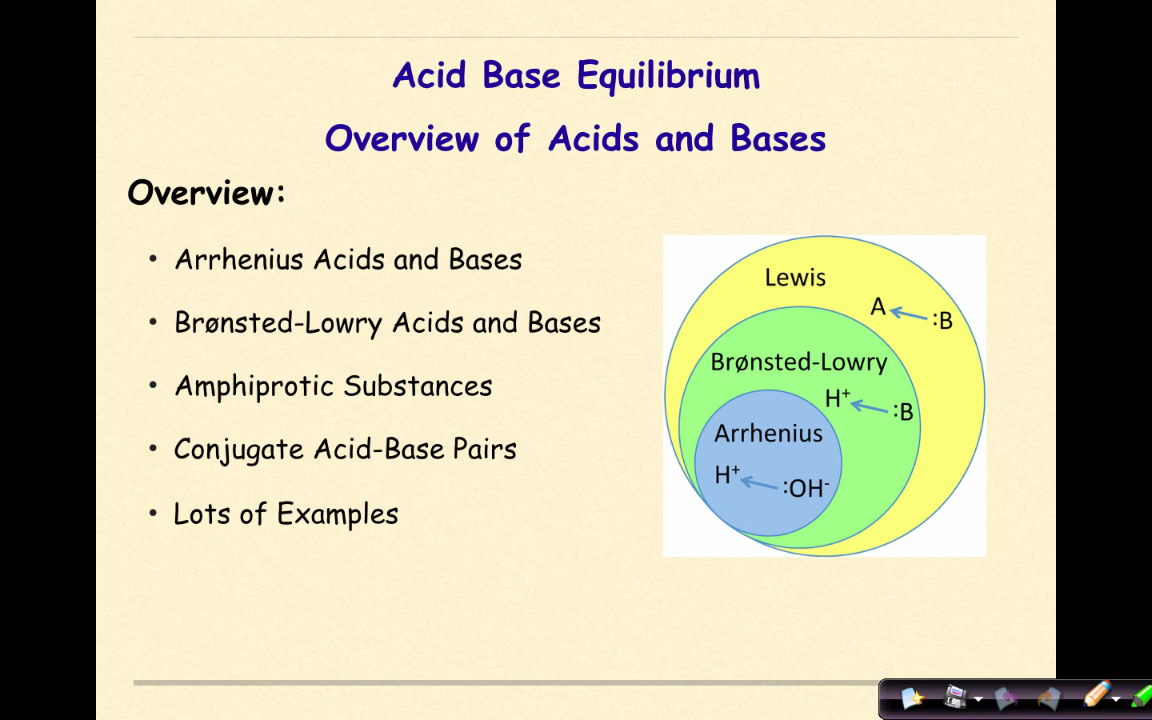 Acid Base Equilibrium
Overview of Acids and Bases
Overview:
• Arrhenius Acids and Bases
• Brønsted-Lowry Acids and Bases
• Amphiprotic Substances
• Conjugate Acid-Base Pairs
• Lots of Examples
Lewis
A :B
Brønsted-Lowry
H⁺ :B
Arrhenius
H⁺ :OH⁻